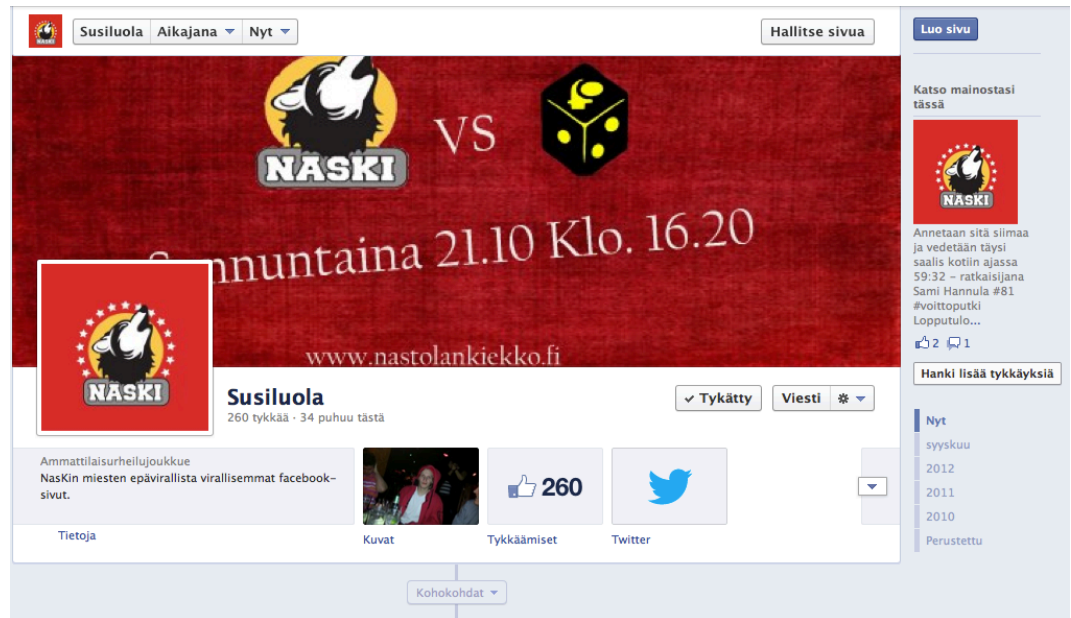 Susiluola Aikajana Nyt
Hallitse sivua
Luo sivu
NASKI
VS
NASKI
Sunnuntaina 21.10 Klo. 16.20
www.nastolankiekko.fi
NASKI
Susiluola
260 tykkää · 34 puhuu tästä
✓ Tykätty
Viesti
Ammattilaisurheilujoukkue
NasKin miesten epävirallista virallisemmat facebook-
sivut.
Tietoja
260
Kuvat
Tykkäämiset
Twitter
Kohokohdat
Katso mainostasi
tässä
NASKI
Annetaan sitä siimaa
ja vedetään täysi
saalis kotiin ajassa
59:32 – ratkaisijana
Sami Hannula #81
#voittoputki
Lopputulo...
2 1
Hanki lisää tykkäyksiä
Nyt
syyskuu
2012
2011
2010
Perustettu